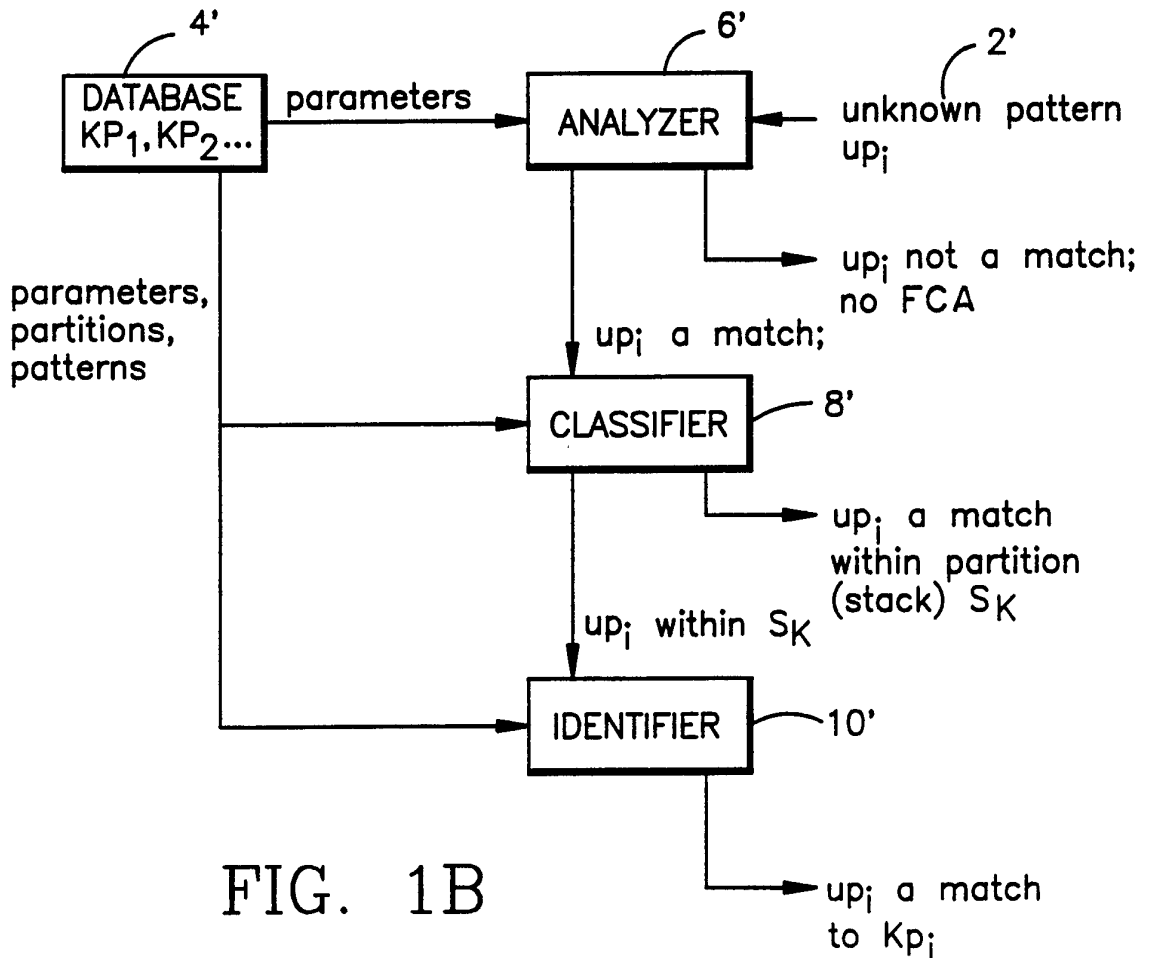 4'
6'
2'
DATABASE
KP₁, KP₂...
parameters
ANALYZER
unknown pattern
upᵢ
upᵢ not a match;
no FCA
parameters,
partitions,
patterns
upᵢ a match;
CLASSIFIER
8'
upᵢ a match
within partition
(stack) S_K
upᵢ within S_K
IDENTIFIER
10'
upᵢ a match
to Kpᵢ
FIG. 1B